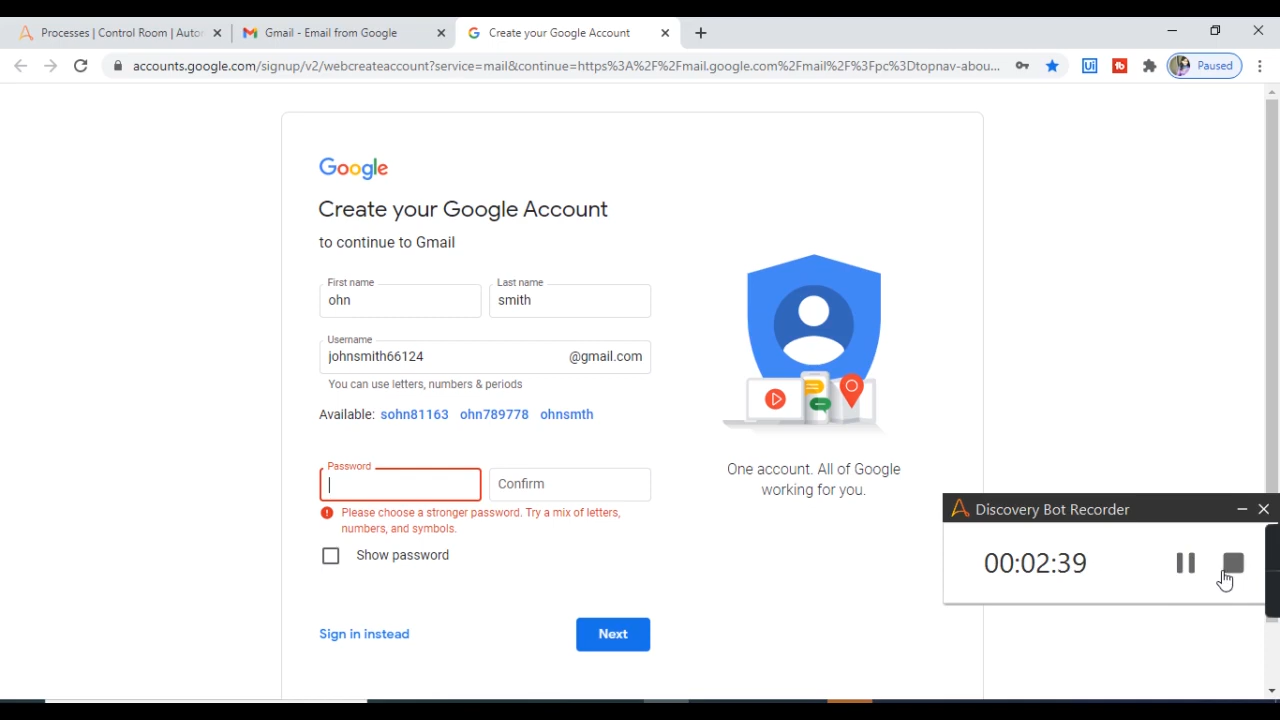 Processes | Control Room | Autor
Gmail - Email from Google
Create your Google Account
accounts.google.com/signup/v2/webcreateaccount?service=mail&continue=https%3A%2F%2Fmail.google.com%2Fmail%2F%3Fpc%3Dtopnav-abou...
Ui
Paused
Google
Create your Google Account
to continue to Gmail
First name
Last name
ohn
smith
Username
johnsmith66124
@gmail.com
You can use letters, numbers & periods
Available: sohn81163 ohn789778 ohnsmth
Password
Confirm
Please choose a stronger password. Try a mix of letters,
numbers, and symbols.
Show password
Sign in instead
Next
One account. All of Google
working for you.
Discovery Bot Recorder
00:02:39